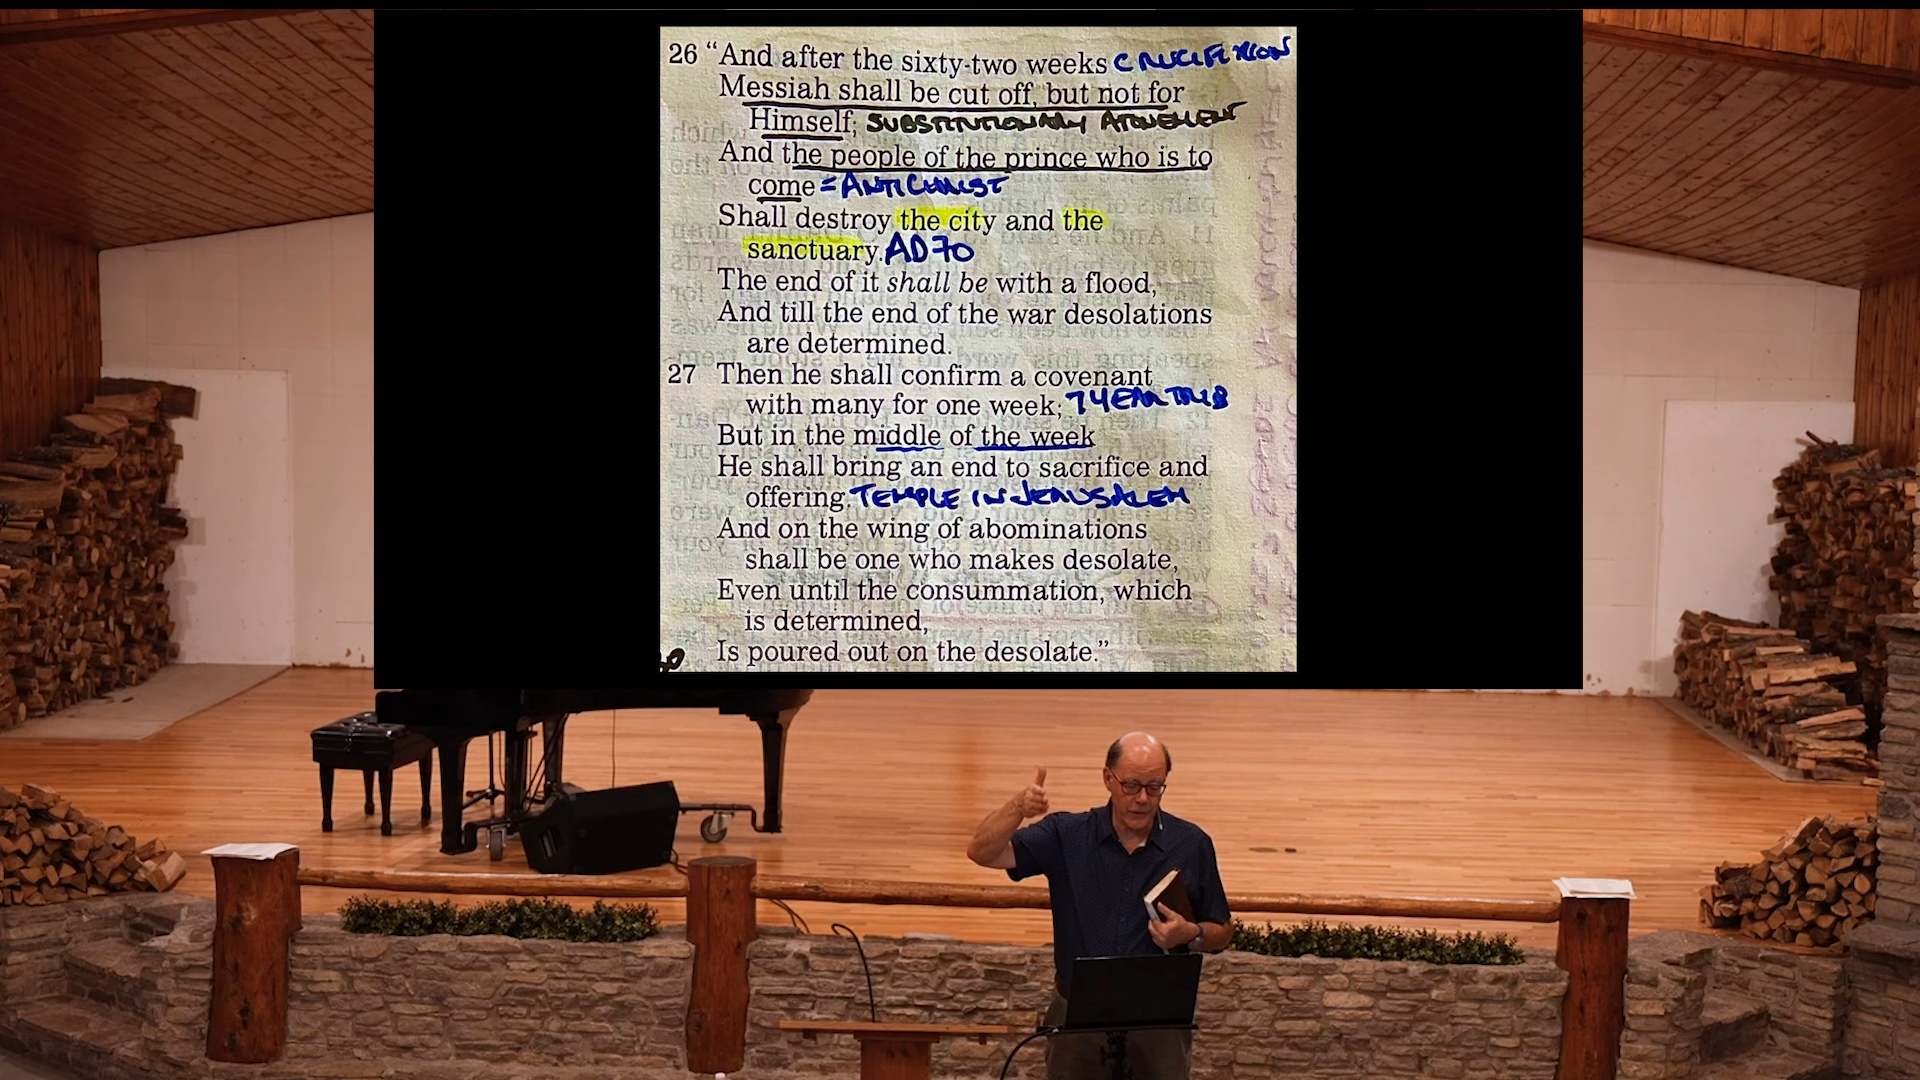 26 “And after the sixty-two weeks CRUCIFIXION
Messiah shall be cut off, but not for
Himself; SUBSTITUTIONARY ATONEMENT
And the people of the prince who is to
come = ANTICHRIST
Shall destroy the city and the
sanctuary. AD70
The end of it shall be with a flood,
And till the end of the war desolations
are determined.
27 Then he shall confirm a covenant
with many for one week; 7 YEAR TRIB
But in the middle of the week
He shall bring an end to sacrifice and
offering. TEMPLE IN JERUSALEM
And on the wing of abominations
shall be one who makes desolate,
Even until the consummation, which
is determined,
Is poured out on the desolate.”